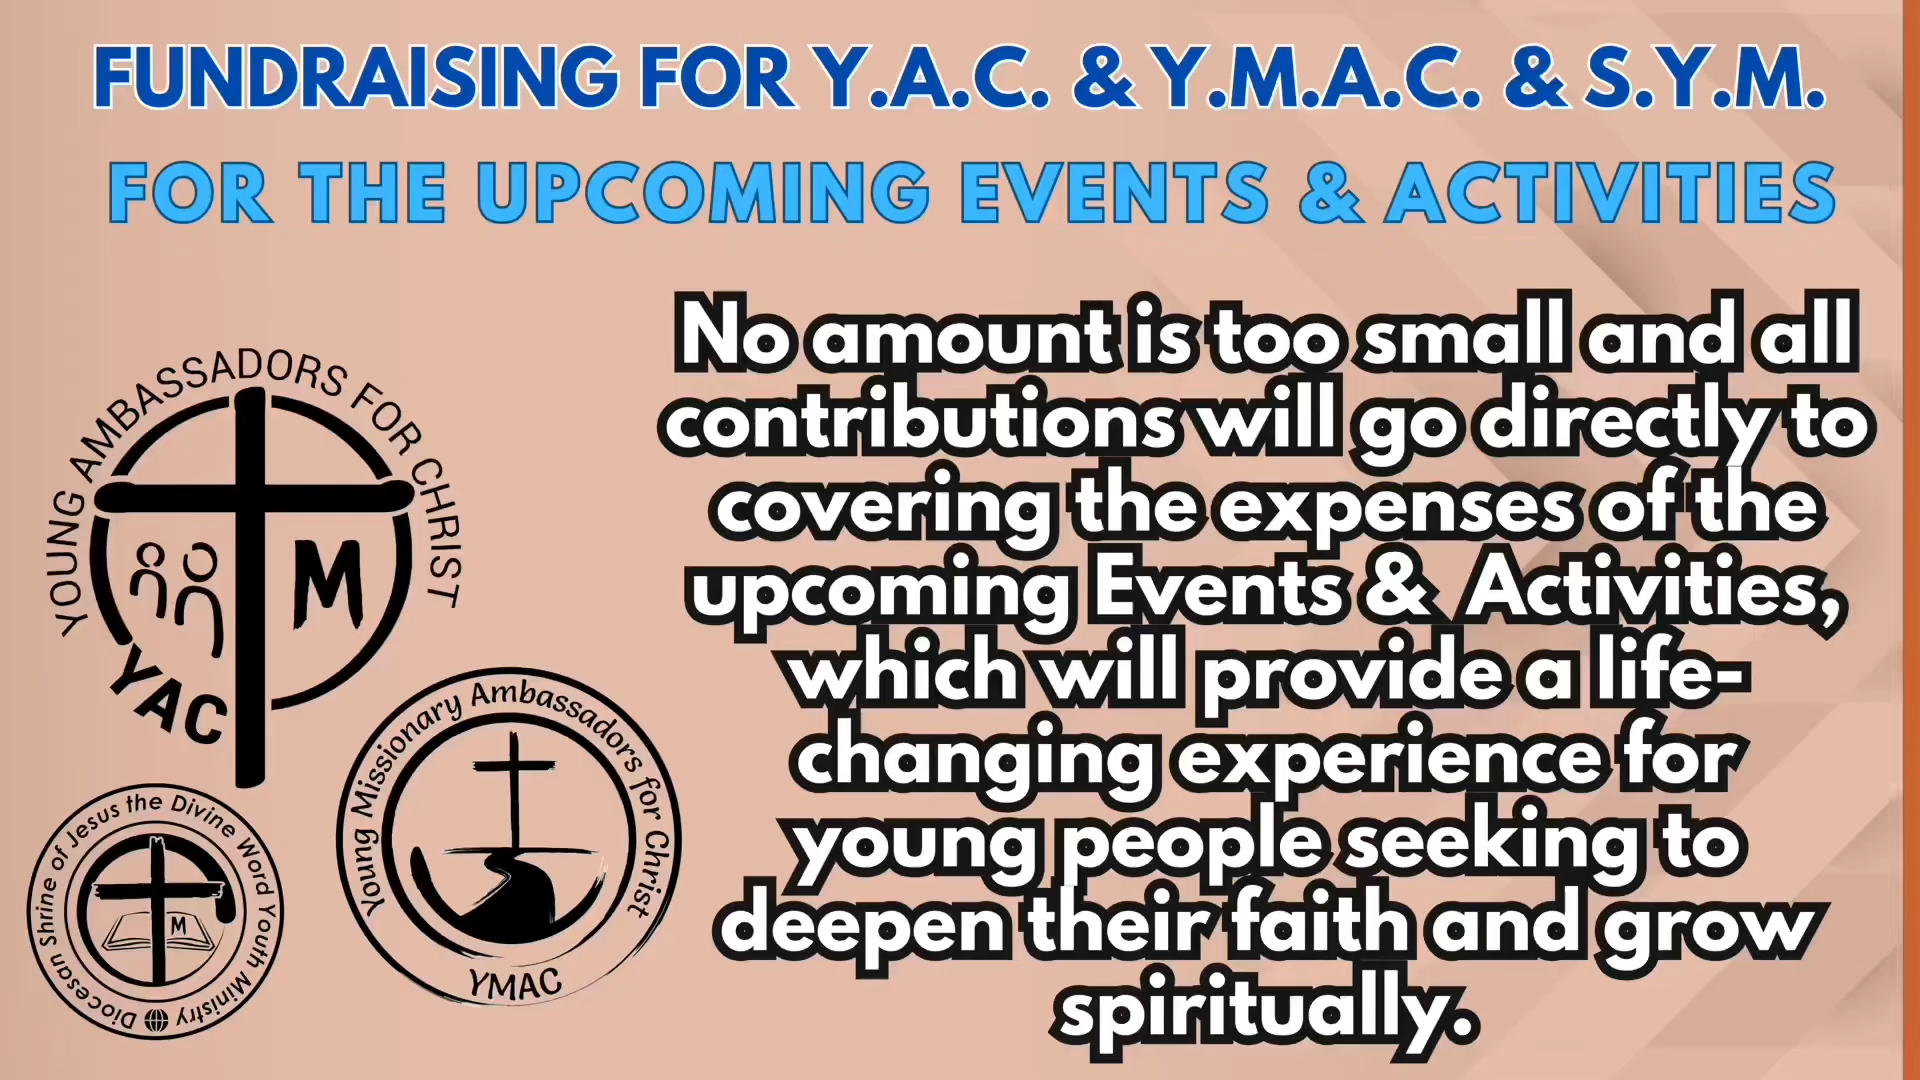 FUNDRAISING FOR Y.A.C. & Y.M.A.C. & S.Y.M.
FOR THE UPCOMING EVENTS & ACTIVITIES
No amount is too small and all
contributions will go directly to
covering the expenses of the
upcoming Events & Activities,
which will provide a life-
changing experience for
young people seeking to
deepen their faith and grow
spiritually.
YOUNG AMBASSADORS FOR CHRIST
M
YAC
Young Missionary Ambassadors for Christ
YMAC
Diocesan Shrine of Jesus the Divine Word Youth Ministry
M